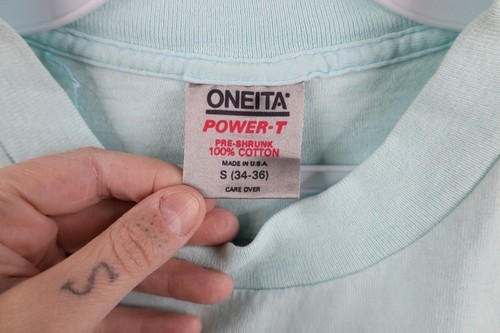 ONEITA®
POWER-T
PRE-SHRUNK
100% COTTON
MADE IN U.S.A.
S (34-36)
CARE OVER
S